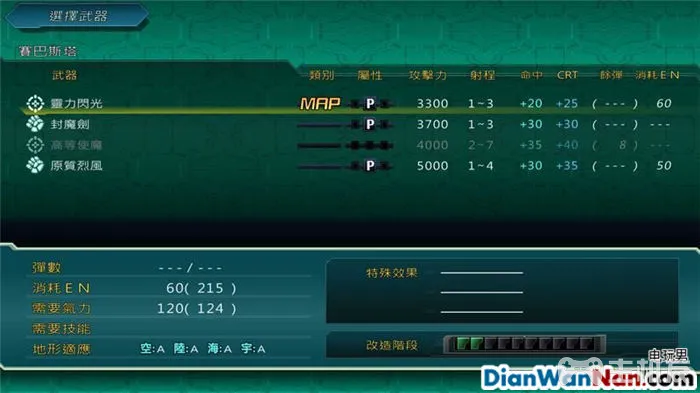 選擇武器
賽巴斯塔
武器 類別 屬性 攻擊力 射程 命中 CRT 餘彈 消耗EN
靈力閃光 MAP P 3300 1~3 +20 +25 (---) 60
封魔劍 P 3700 1~3 +30 +30 (---) ---
高等使魔 4000 2~7 +35 +40 ( 8) ---
原質烈風 P 5000 1~4 +30 +35 (---) 50
彈數 ---/---
消耗EN 60( 215 )
需要氣力 120( 124 )
需要技能
地形適應 空:A 陸:A 海:A 宇:A
特殊效果
改造階段
电玩男
DianWanNan.com